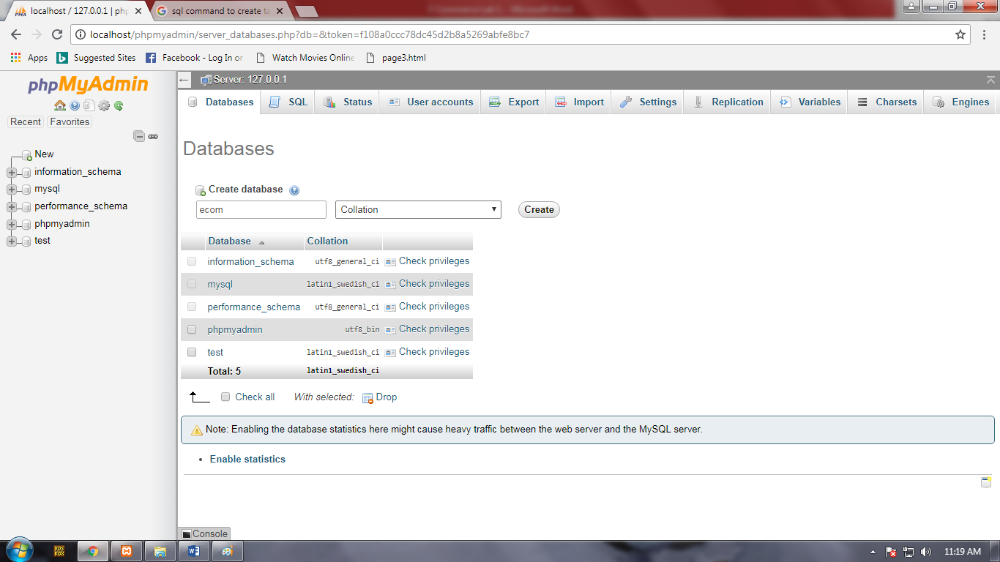 localhost / 127.0.0.1 | ph
sql command to create ta
localhost/phpmyadmin/server_databases.php?db=&token=f108a0ccc78dc45d2b8a5269abfe8bc7
Apps Suggested Sites Facebook - Log In or Watch Movies Online page3.html
phpMyAdmin
Recent Favorites
New
information_schema
mysql
performance_schema
phpmyadmin
test
Server: 127.0.0.1
Databases SQL Status User accounts Export Import Settings Replication Variables Charsets Engines
Databases
Create database
ecom Collation Create
Database Collation
information_schema utf8_general_ci Check privileges
mysql latin1_swedish_ci Check privileges
performance_schema utf8_general_ci Check privileges
phpmyadmin utf8_bin Check privileges
test latin1_swedish_ci Check privileges
Total: 5 latin1_swedish_ci
Check all With selected: Drop
Note: Enabling the database statistics here might cause heavy traffic between the web server and the MySQL server.
Enable statistics
Console
DOS BOX
11:19 AM